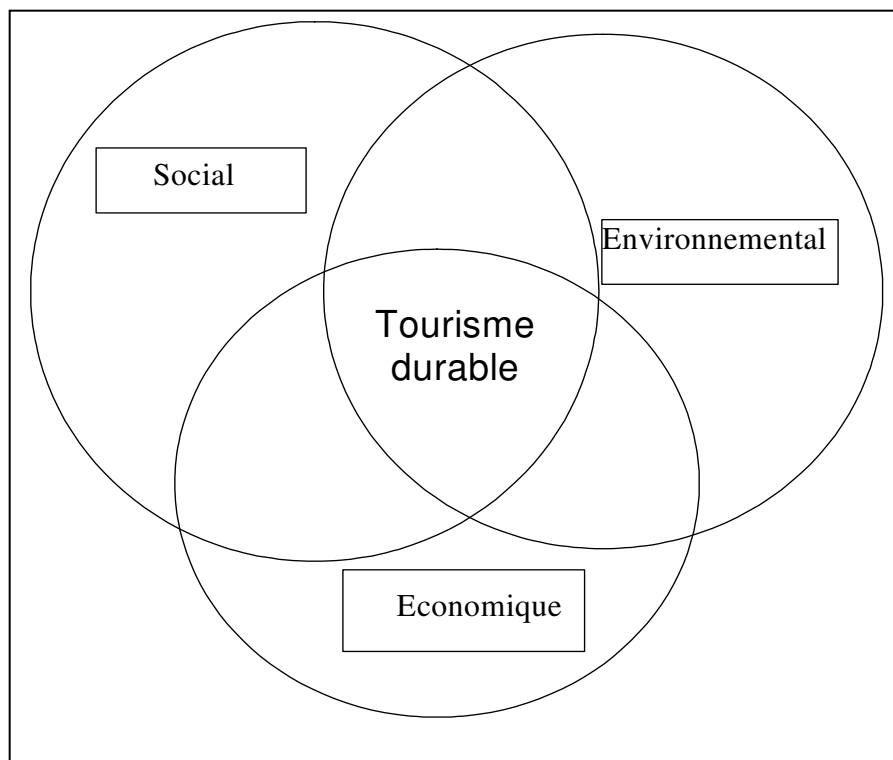 Social
Environnemental
Tourisme
durable
Economique